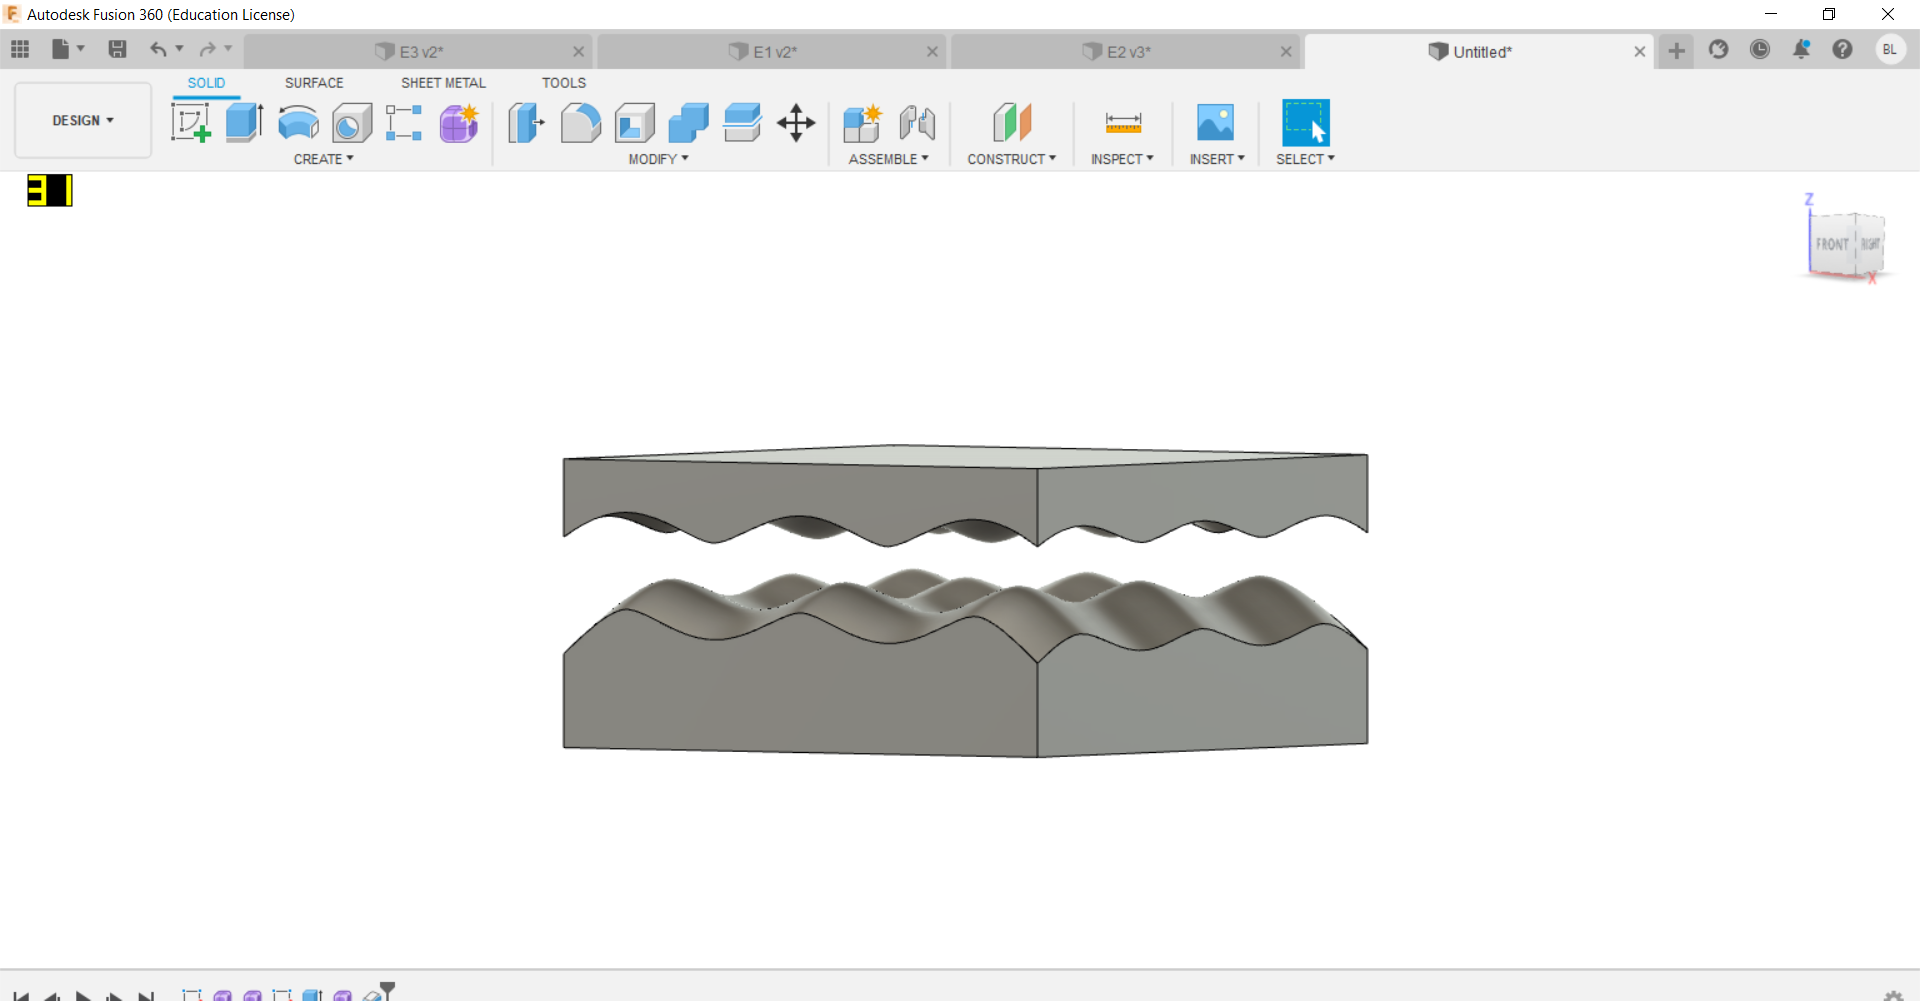 Autodesk Fusion 360 (Education License)
E3 v2*
E1 v2*
E2 v3*
Untitled*
BL
DESIGN
SOLID
SURFACE
SHEET METAL
TOOLS
CREATE
MODIFY
ASSEMBLE
CONSTRUCT
INSPECT
INSERT
SELECT
Z
FRONT
RIGHT
X